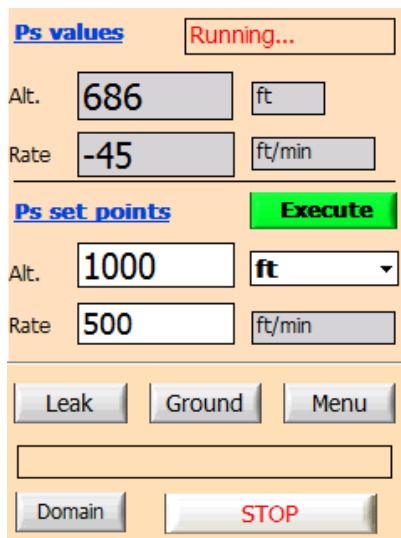 Ps values Running...
Alt. 686 ft
Rate -45 ft/min
Ps set points Execute
Alt. 1000 ft
Rate 500 ft/min
Leak Ground Menu
Domain STOP